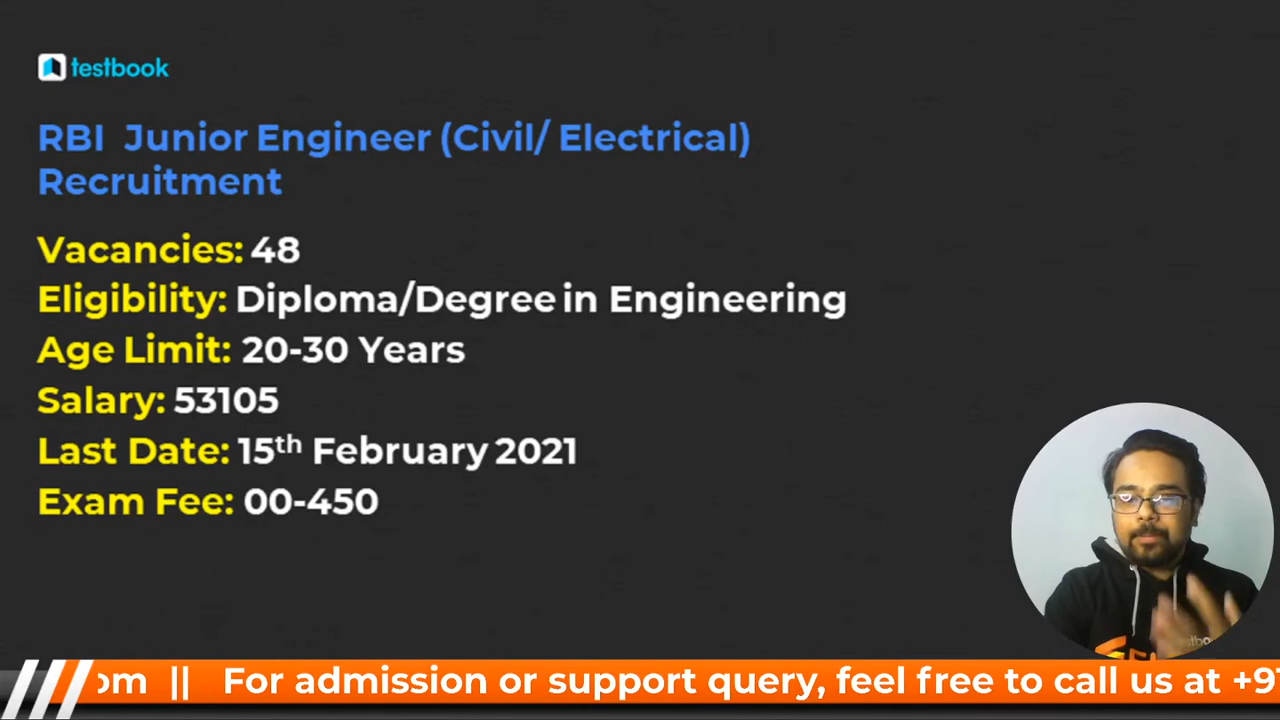 testbook
RBI Junior Engineer (Civil/ Electrical)
Recruitment
Vacancies: 48
Eligibility: Diploma/Degree in Engineering
Age Limit: 20-30 Years
Salary: 53105
Last Date: 15th February 2021
Exam Fee: 00-450
om || For admission or support query, feel free to call us at +91